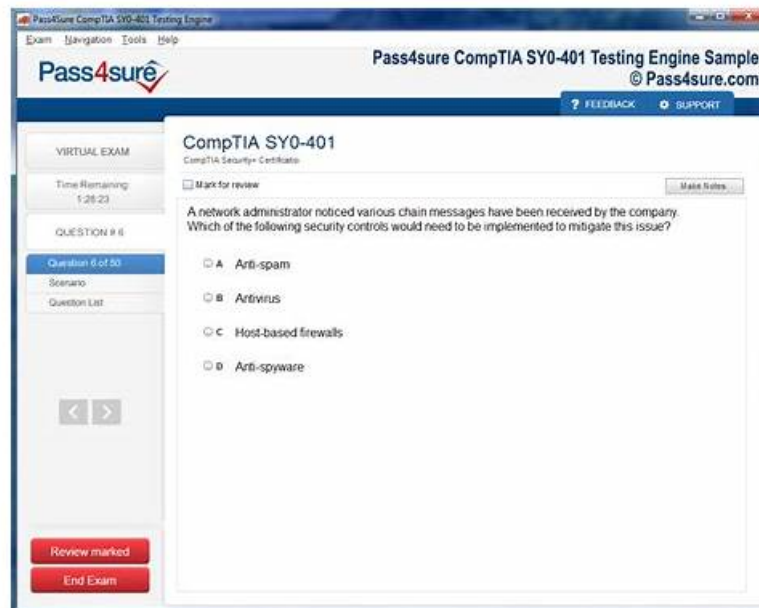 Pass4Sure CompTIA SY0-401 Testing Engine
Exam Navigation Tools Help
Pass4sure
Pass4sure CompTIA SY0-401 Testing Engine Sample
© Pass4sure.com
? FEEDBACK SUPPORT
VIRTUAL EXAM
Time Remaining
1:26:23
QUESTION # 6
Question 6 of 50
Scenario
Question List
Review marked
End Exam
CompTIA SY0-401
CompTIA Security+ Certificatio
Mark for review
Make Notes
A network administrator noticed various chain messages have been received by the company.
Which of the following security controls would need to be implemented to mitigate this issue?
A Anti-spam
B Antivirus
C Host-based firewalls
D Anti-spyware